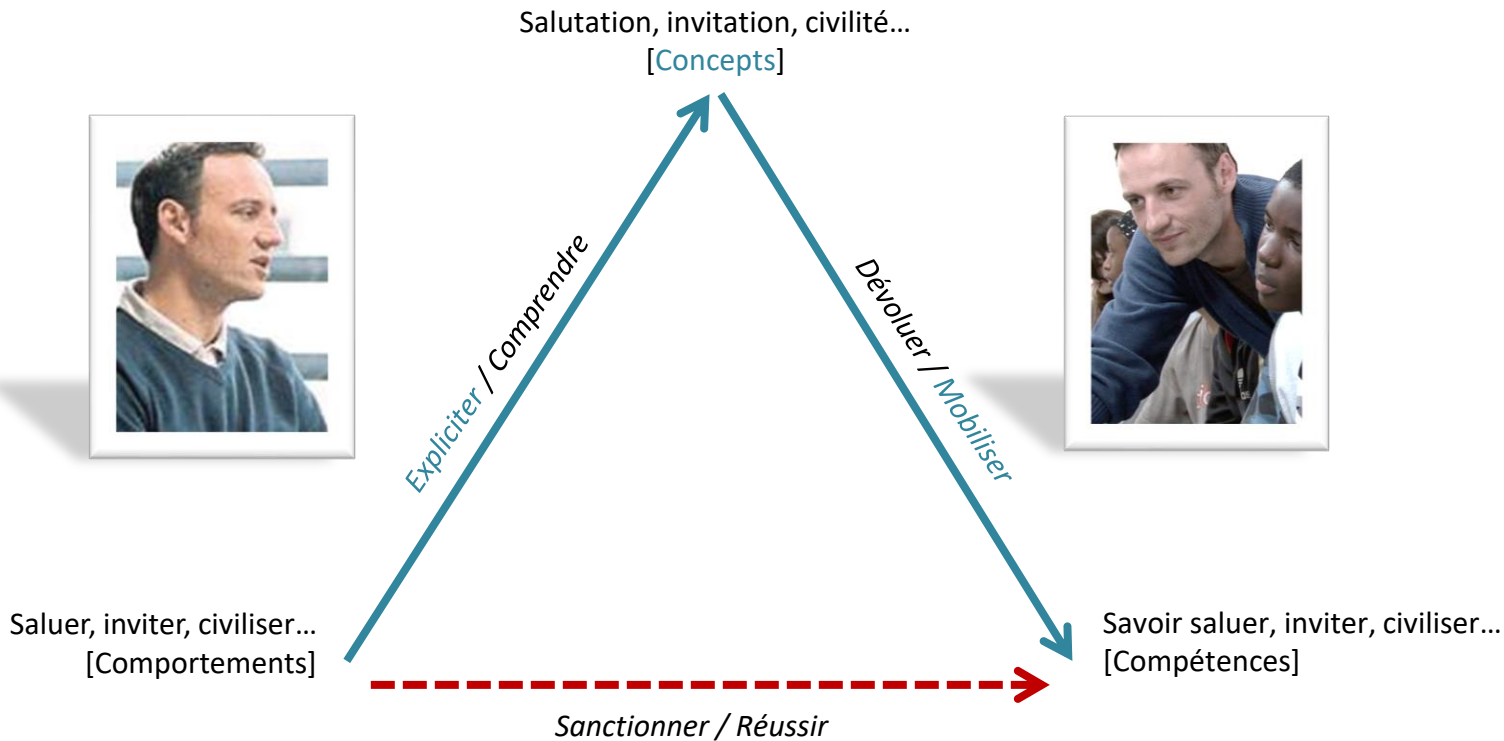 Salutation, invitation, civilité…
[Concepts]
Expliciter / Comprendre
Dévoluer / Mobiliser
Saluer, inviter, civiliser…
[Comportements]
Savoir saluer, inviter, civiliser…
[Compétences]
Sanctionner / Réussir